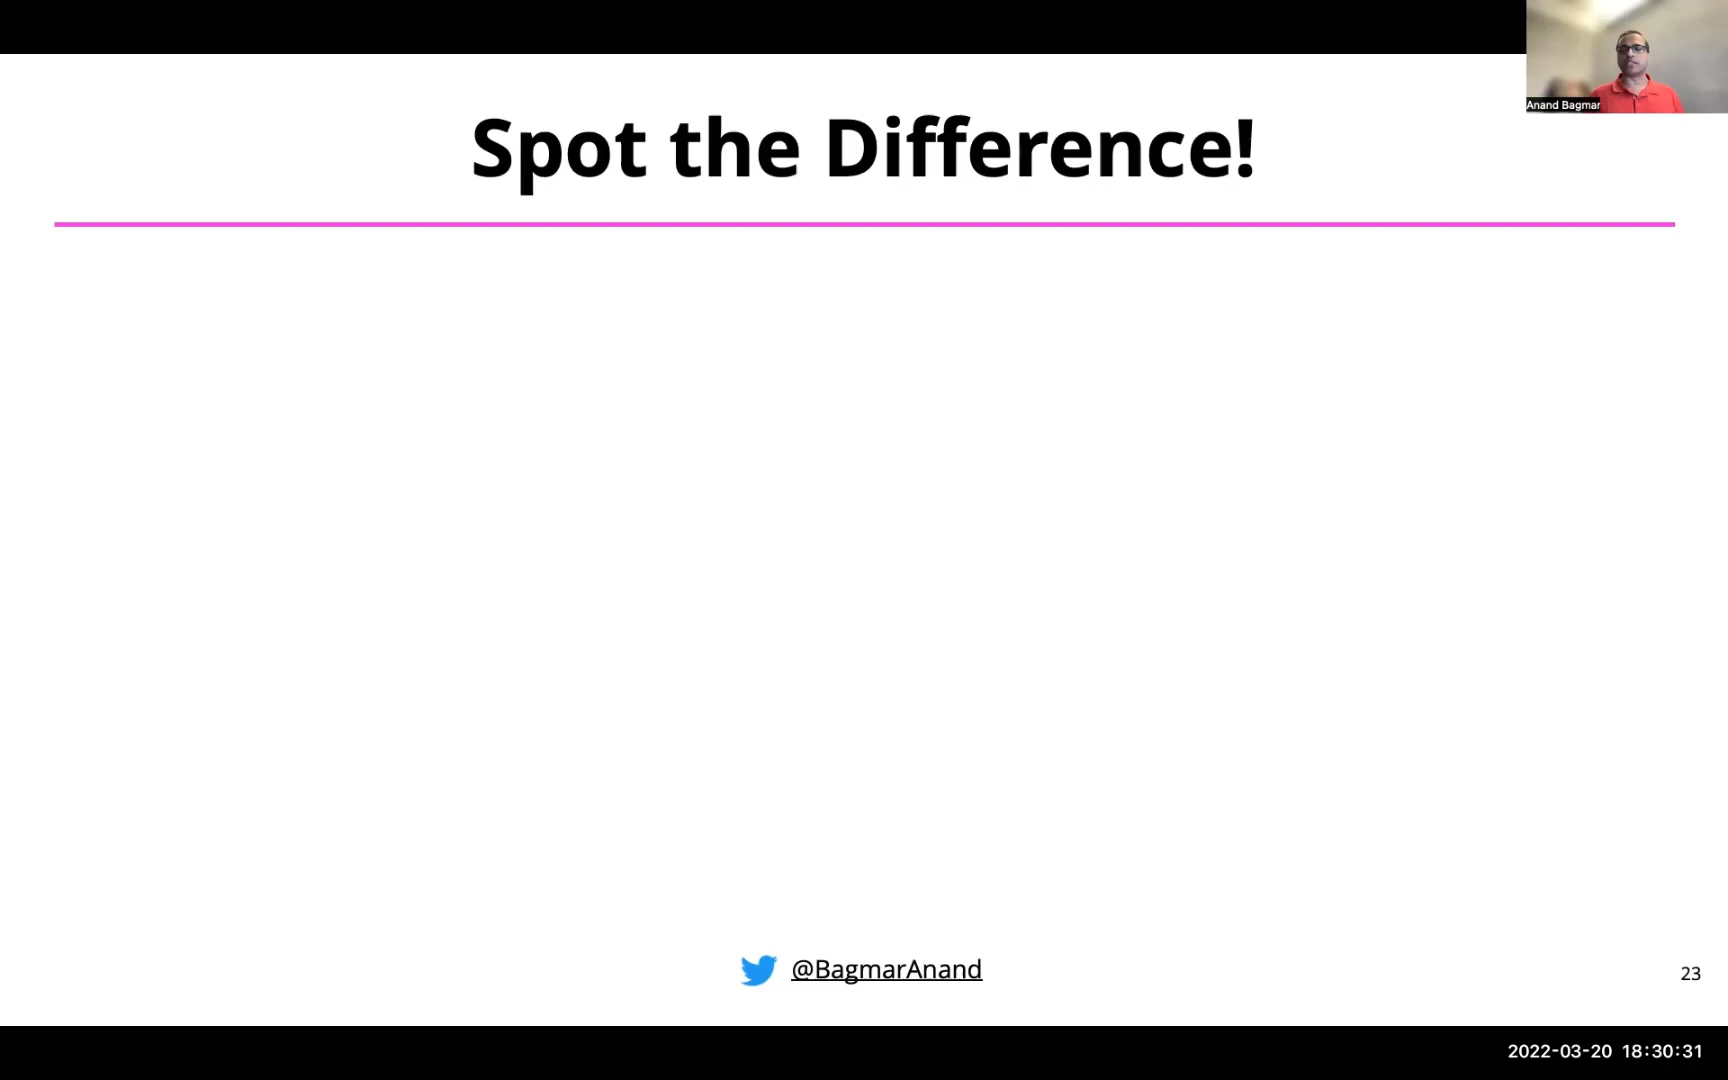 Anand Bagmar
Spot the Difference!
@BagmarAnand
23
2022-03-20 18:30:31